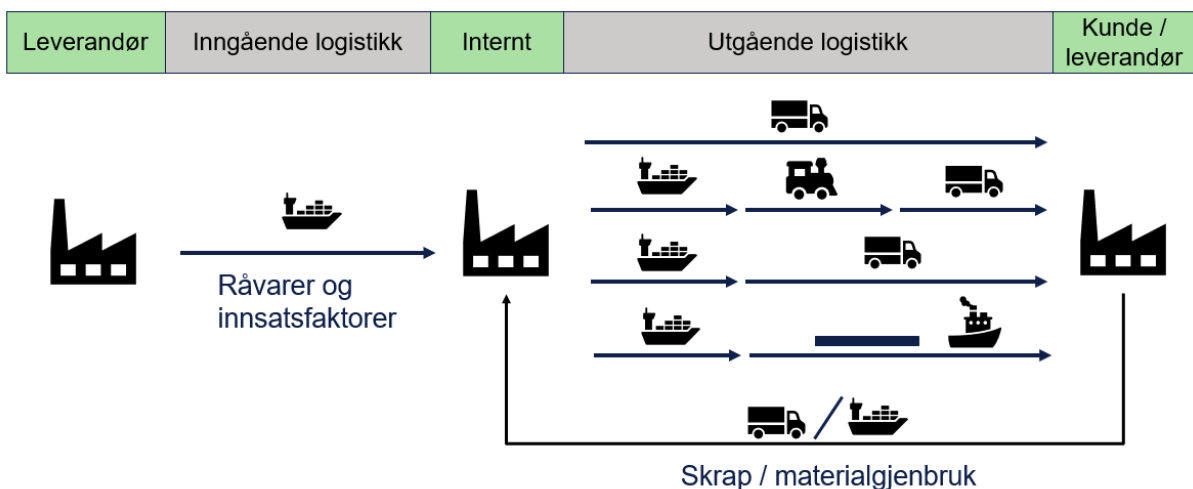 Leverandør
Inngående logistikk
Internt
Utgående logistikk
Kunde /
leverandør
Råvarer og
innsatsfaktorer
Skrap / materialgjenbruk